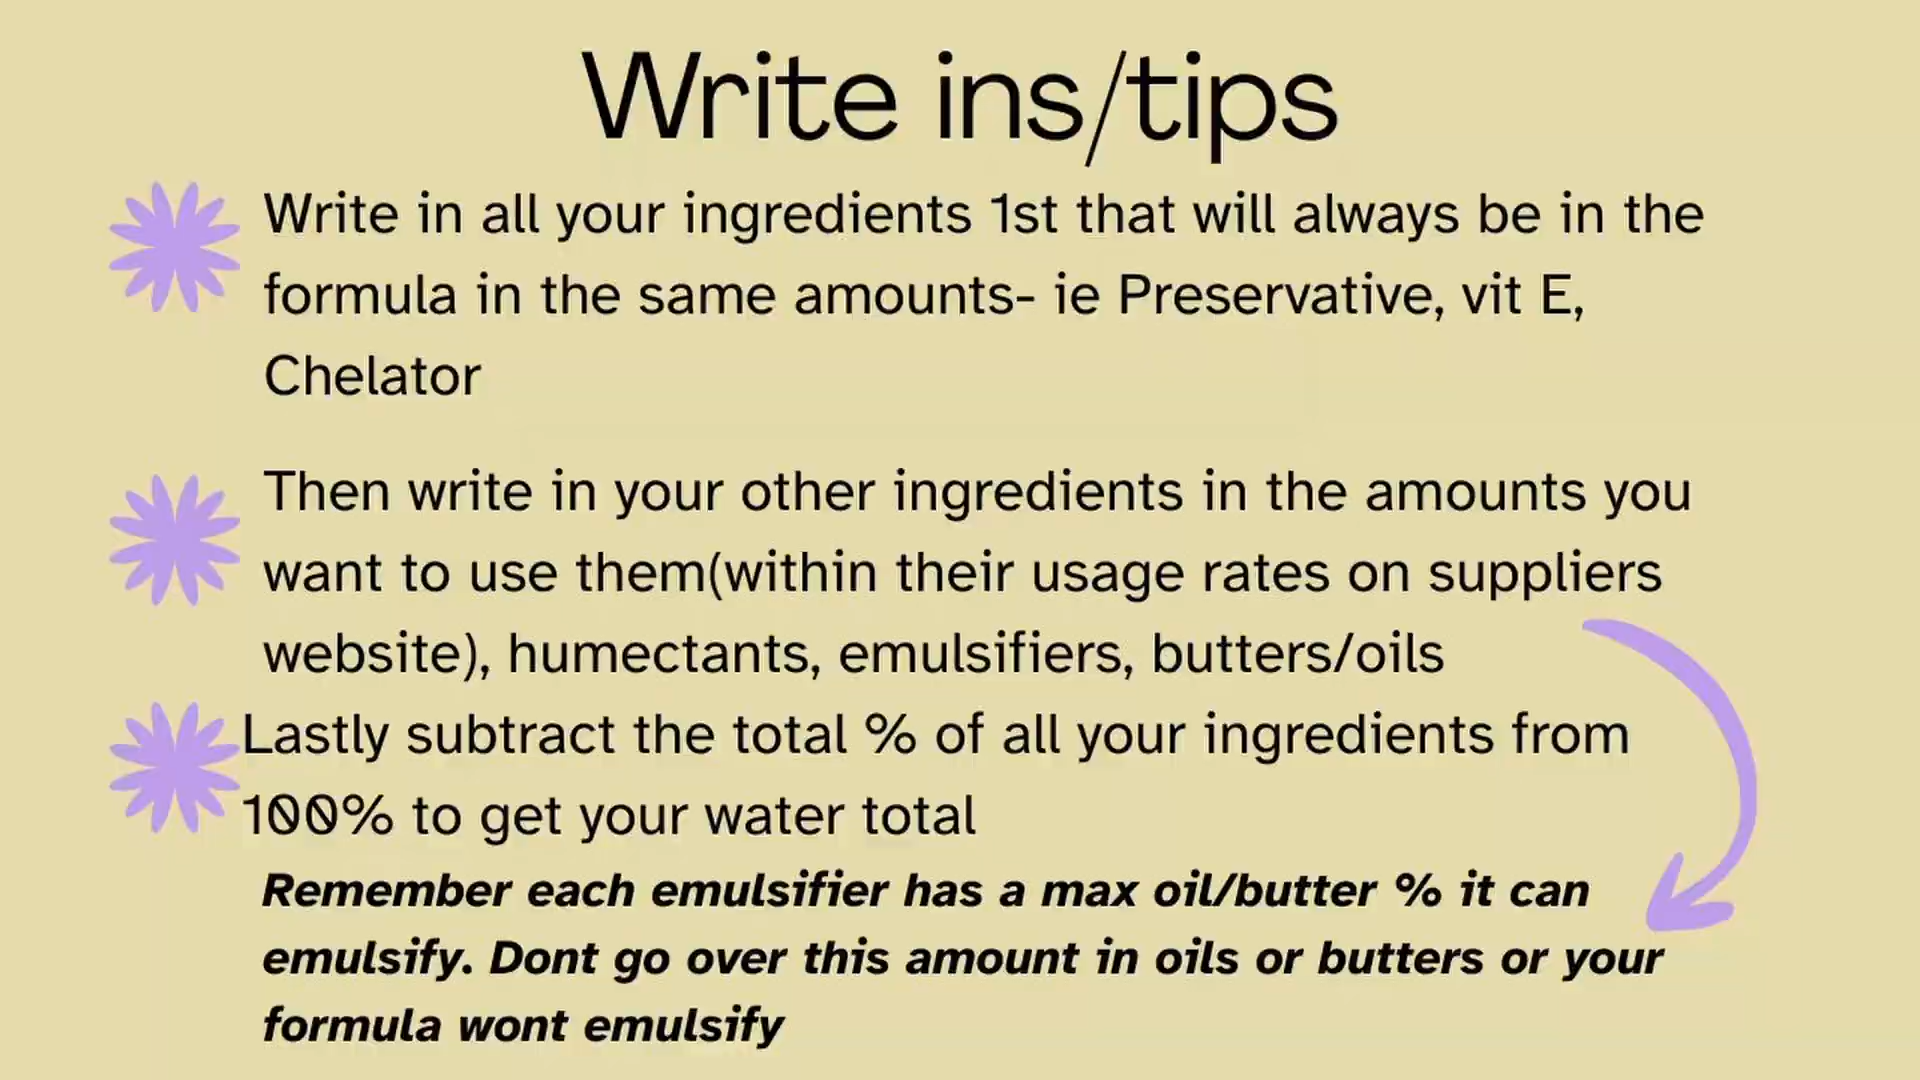 Write ins/tips
Write in all your ingredients 1st that will always be in the
formula in the same amounts- ie Preservative, vit E,
Chelator
Then write in your other ingredients in the amounts you
want to use them(within their usage rates on suppliers
website), humectants, emulsifiers, butters/oils
Lastly subtract the total % of all your ingredients from
100% to get your water total
Remember each emulsifier has a max oil/butter % it can
emulsify. Dont go over this amount in oils or butters or your
formula wont emulsify